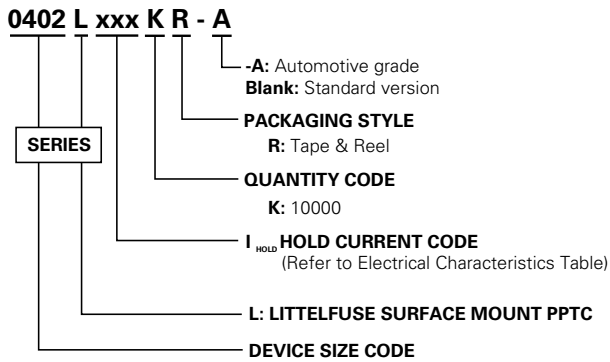 0402 L xxx K R - A
-A: Automotive grade
Blank: Standard version
PACKAGING STYLE
R: Tape & Reel
SERIES
QUANTITY CODE
K: 10000
I HOLD HOLD CURRENT CODE
(Refer to Electrical Characteristics Table)
L: LITTELFUSE SURFACE MOUNT PPTC
DEVICE SIZE CODE